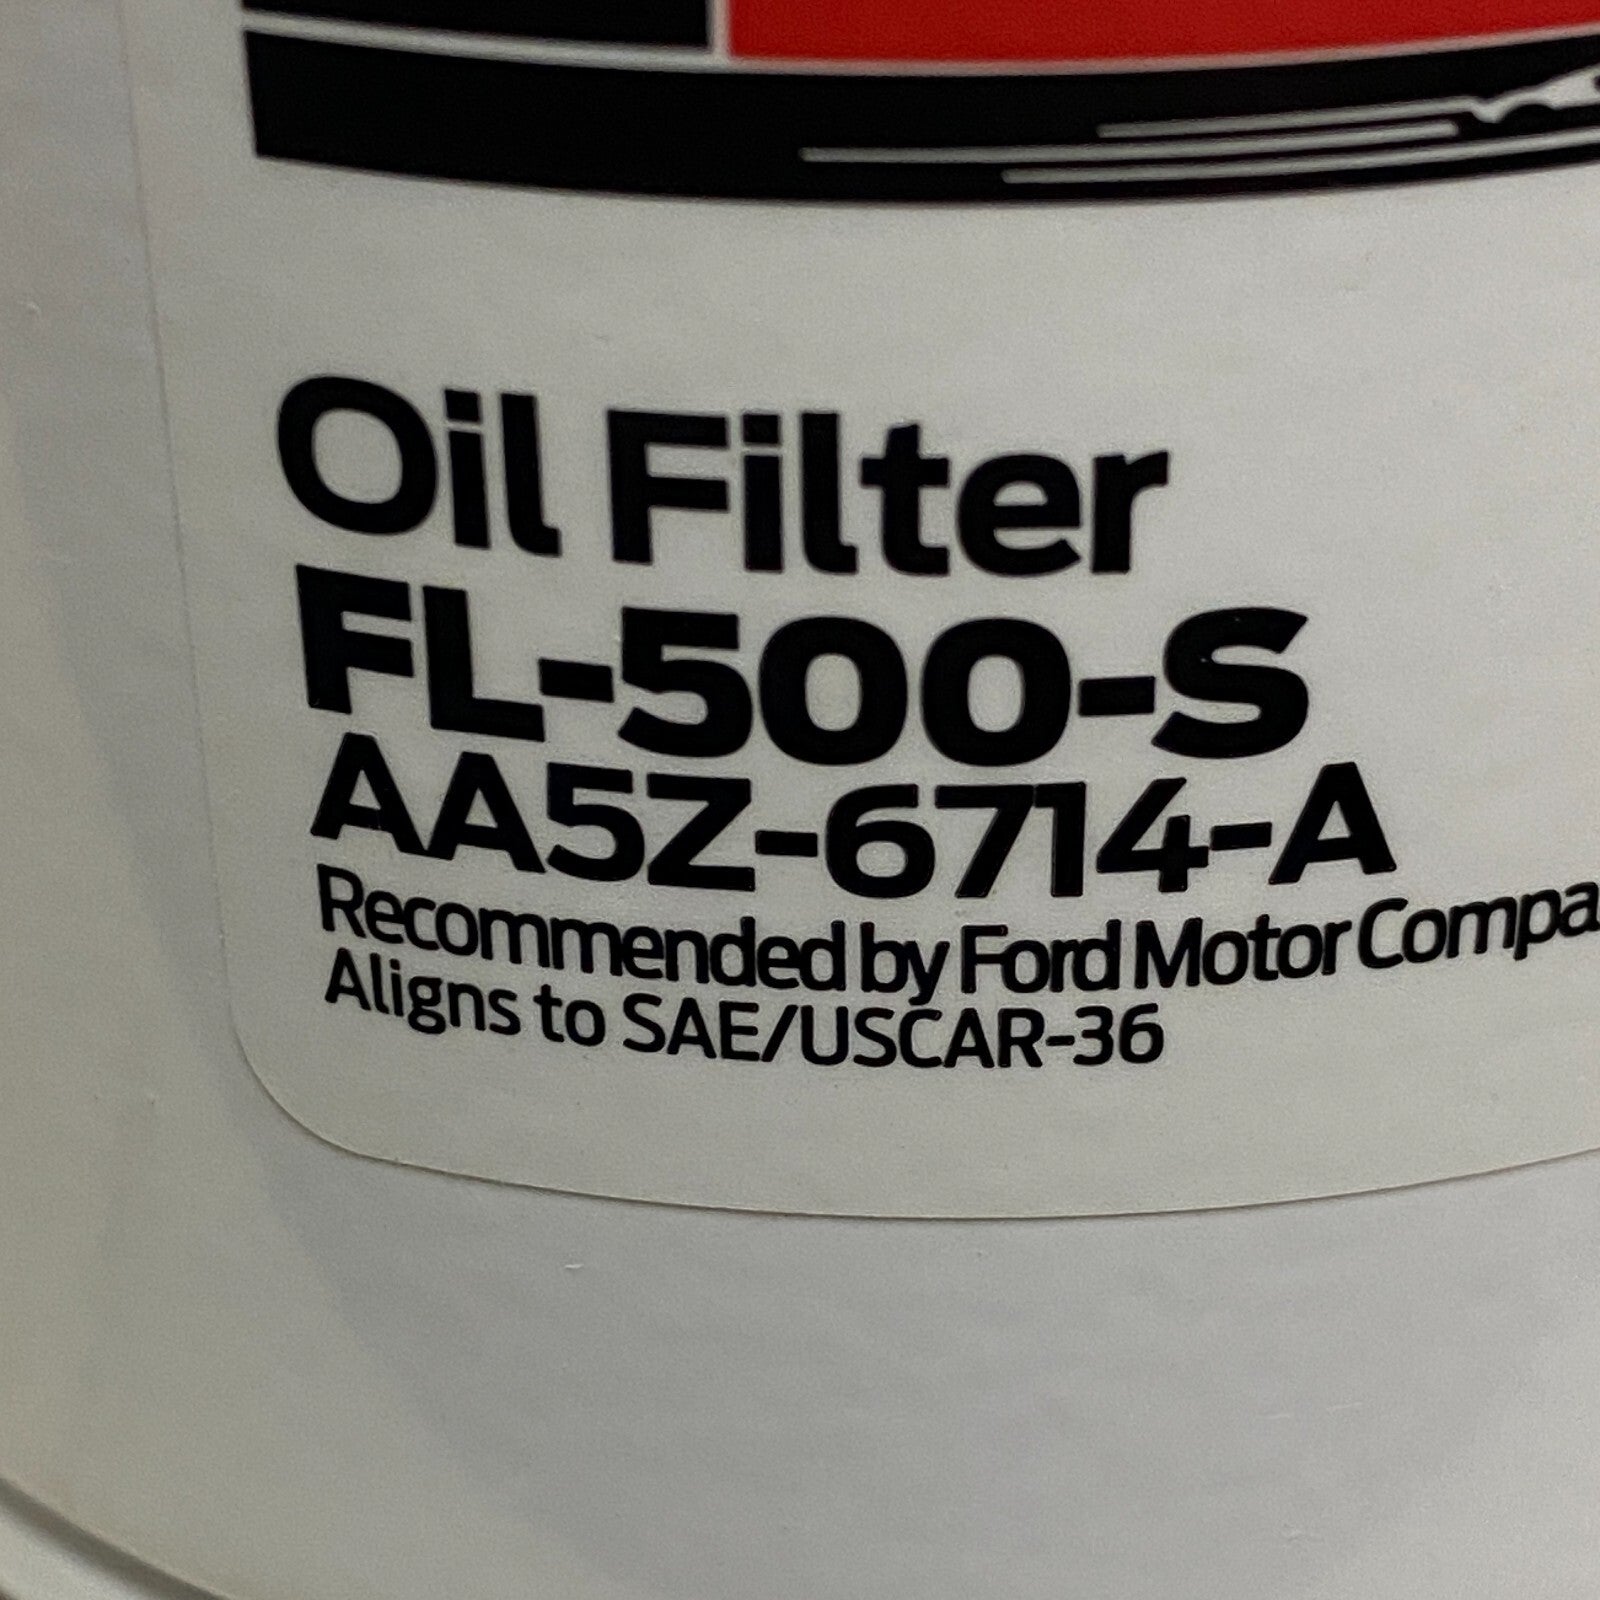 Oil Filter
FL-500-S
AA5Z-6714-A
Recommended by Ford Motor Compa
Aligns to SAE/USCAR-36